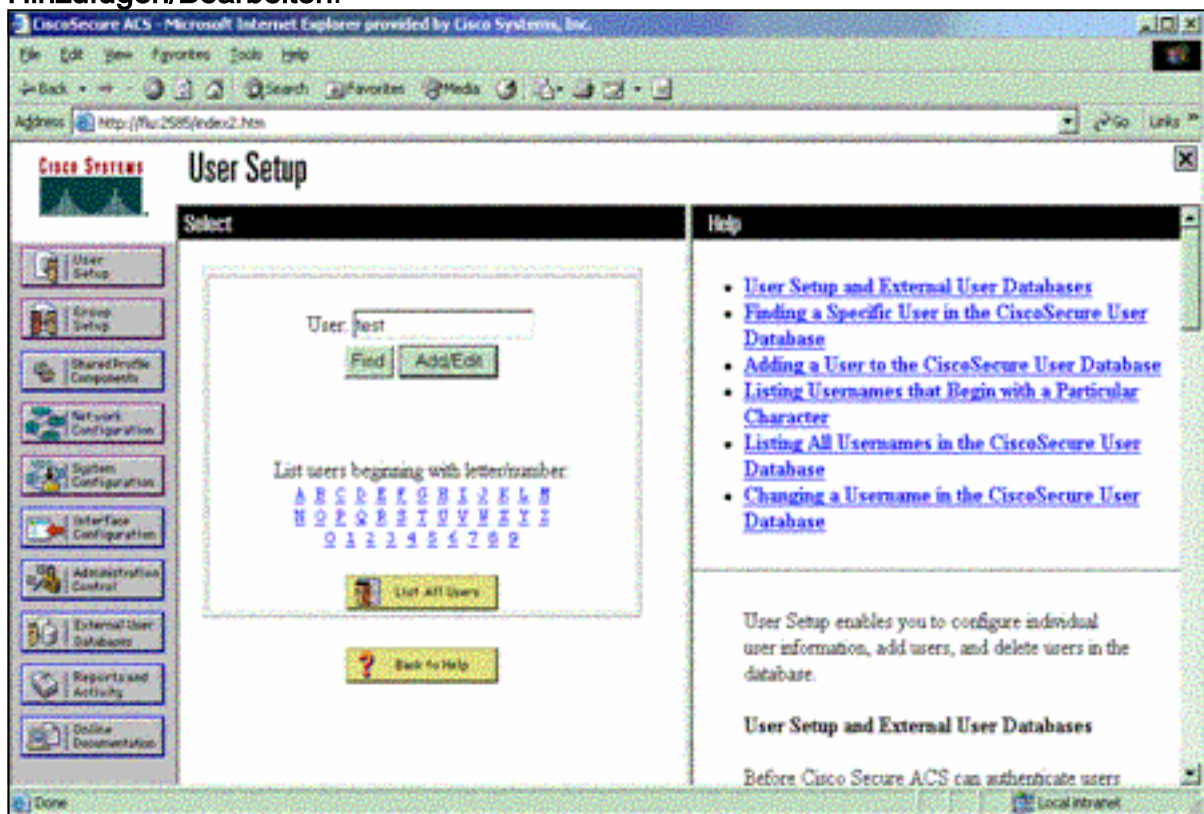 Hinzufügen/Bearbeiten.
CiscoSecure ACS - Microsoft Internet Explorer provided by Cisco Systems, Inc.
File Edit View Favorites Tools Help
Back Search Favorites Media
Address http://flu:2585/index2.htm Go Links »
CISCO SYSTEMS
User Setup
User Setup
Group Setup
Shared Profile Components
Network Configuration
System Configuration
Interface Configuration
Administration Control
External User Databases
Reports and Activity
Online Documentation
Select
User: test
Find Add/Edit
List users beginning with letter/number:
A B C D E F G H I J K L M
N O P Q R S T U V W X Y Z
0 1 2 3 4 5 6 7 8 9
List All Users
? Back to Help
Help
• User Setup and External User Databases
• Finding a Specific User in the CiscoSecure User
Database
• Adding a User to the CiscoSecure User Database
• Listing Usernames that Begin with a Particular
Character
• Listing All Usernames in the CiscoSecure User
Database
• Changing a Username in the CiscoSecure User
Database
User Setup enables you to configure individual
user information, add users, and delete users in the
database.
User Setup and External User Databases
Before Cisco Secure ACS can authenticate users
Done
Local intranet